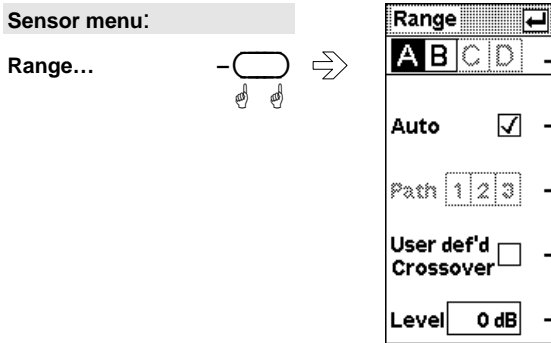 Sensor menu:
Range…
Range
A B C D
Auto
Path 1 2 3
User def'd
Crossover
Level 0 dB